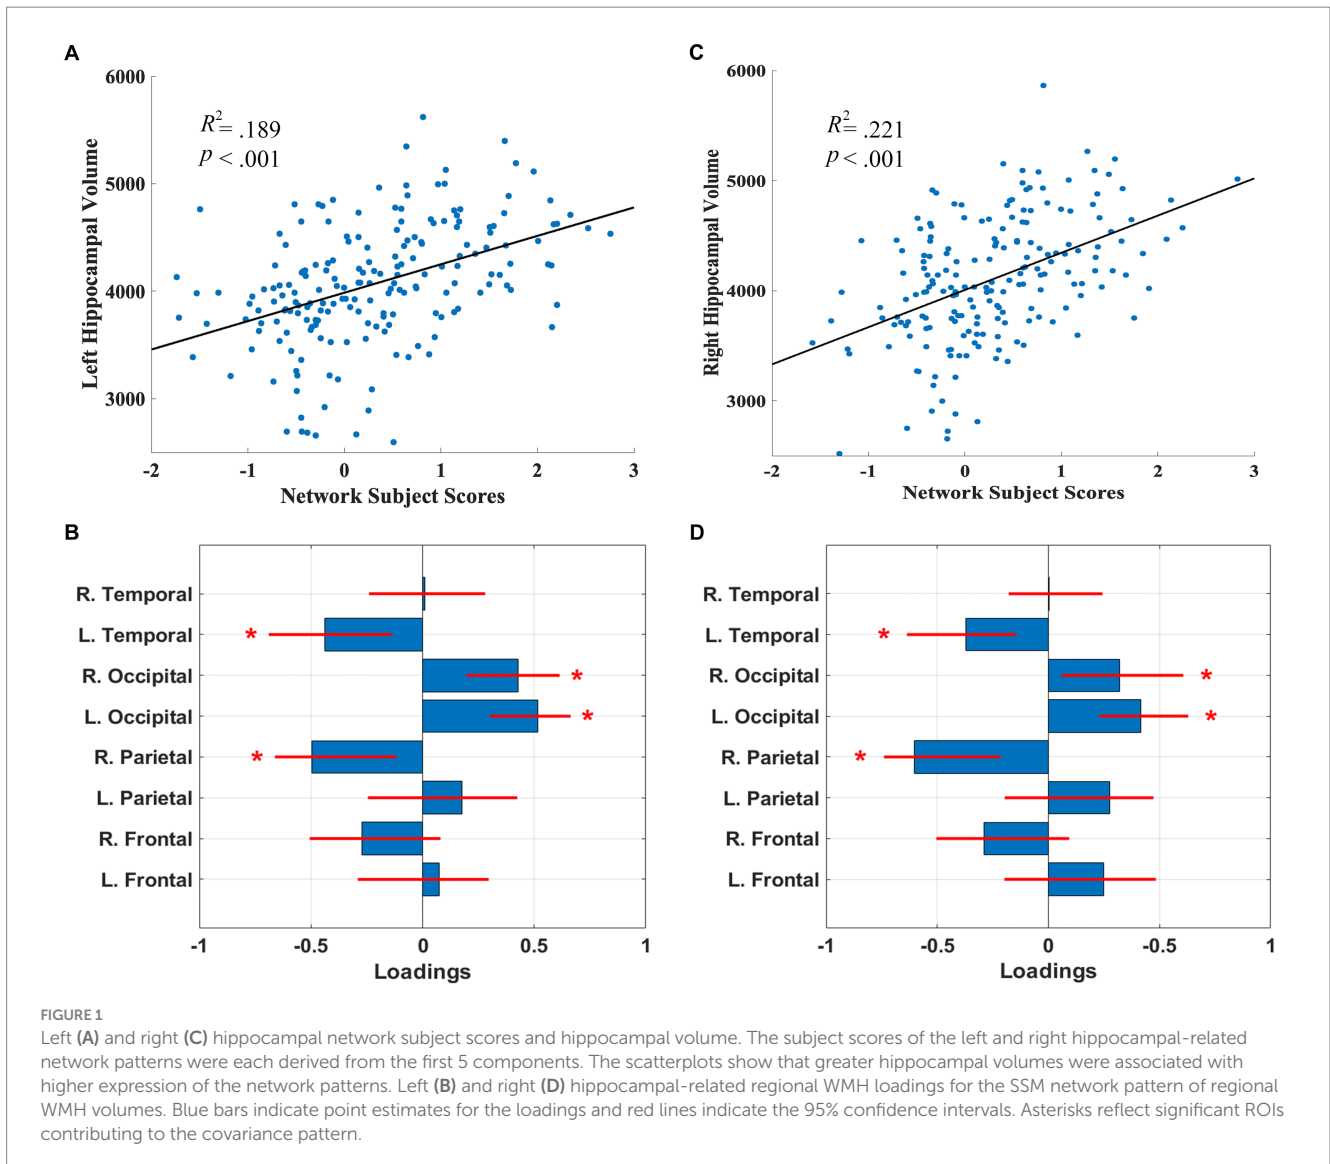 A
6000
5000
4000
3000
Left Hippocampal Volume
R²= .189
p < .001
-2 -1 0 1 2 3
Network Subject Scores
C
6000
5000
4000
3000
Right Hippocampal Volume
R²= .221
p < .001
-2 -1 0 1 2 3
Network Subject Scores
B
R. Temporal
L. Temporal *
R. Occipital *
L. Occipital *
R. Parietal *
L. Parietal
R. Frontal
L. Frontal
-1 -0.5 0 0.5 1
Loadings
D
R. Temporal
L. Temporal *
R. Occipital *
L. Occipital *
R. Parietal *
L. Parietal
R. Frontal
L. Frontal
-1 -0.5 0 -0.5 1
Loadings
FIGURE 1
Left (A) and right (C) hippocampal network subject scores and hippocampal volume. The subject scores of the left and right hippocampal-related
network patterns were each derived from the first 5 components. The scatterplots show that greater hippocampal volumes were associated with
higher expression of the network patterns. Left (B) and right (D) hippocampal-related regional WMH loadings for the SSM network pattern of regional
WMH volumes. Blue bars indicate point estimates for the loadings and red lines indicate the 95% confidence intervals. Asterisks reflect significant ROIs
contributing to the covariance pattern.